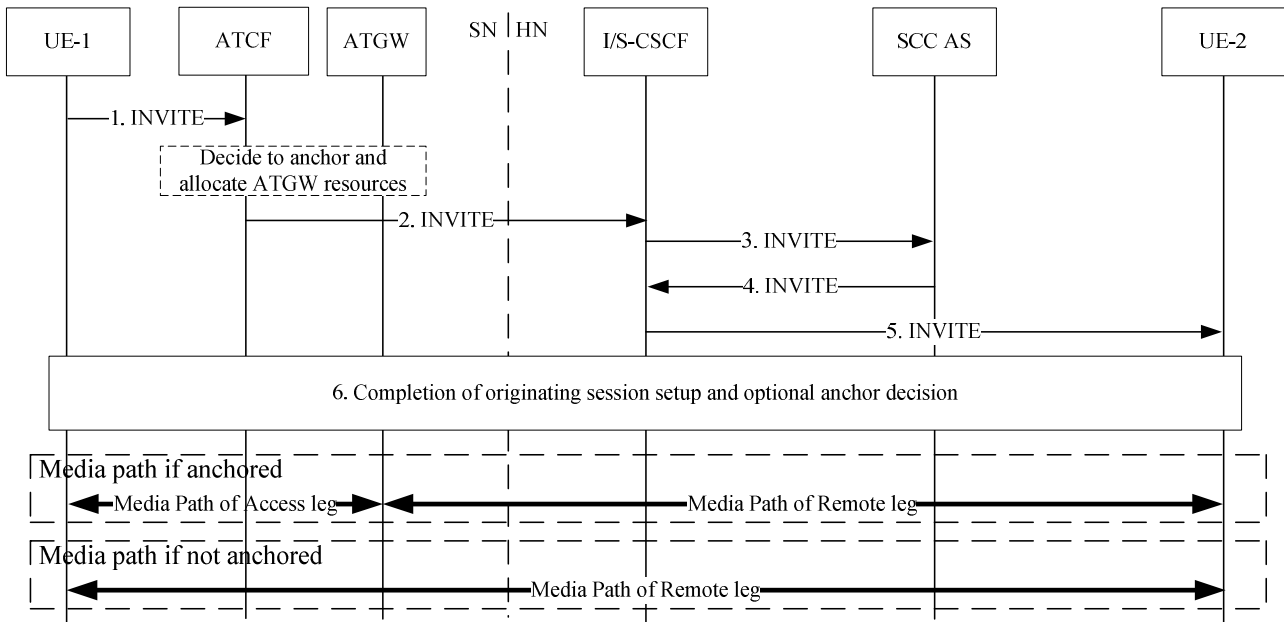 UE-1
ATCF
ATGW
SN
HN
I/S-CSCF
SCC AS
UE-2
1. INVITE
Decide to anchor and
allocate ATGW resources
2. INVITE
3. INVITE
4. INVITE
5. INVITE
6. Completion of originating session setup and optional anchor decision
Media path if anchored
Media Path of Access leg
Media Path of Remote leg
Media path if not anchored
Media Path of Remote leg